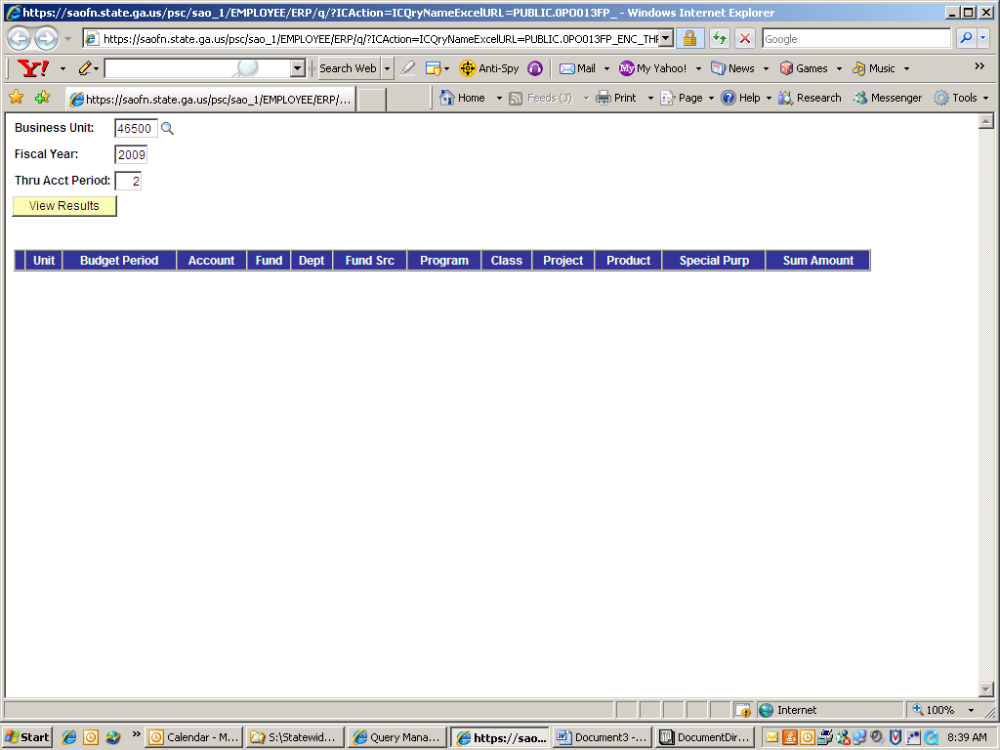 https://saofn.state.ga.us/psc/sao_1/EMPLOYEE/ERP/q/?ICAction=ICQryNameExcelURL=PUBLIC.0PO013FP_ - Windows Internet Explorer
https://saofn.state.ga.us/psc/sao_1/EMPLOYEE/ERP/q/?ICAction=ICQryNameExcelURL=PUBLIC.0PO013FP_ENC_THR Google
Y! Search Web Anti-Spy Mail My Yahoo! News Games Music »
https://saofn.state.ga.us/psc/sao_1/EMPLOYEE/ERP/... Home Feeds (J) Print Page Help Research Messenger Tools
Business Unit: 46500
Fiscal Year: 2009
Thru Acct Period: 2
View Results
Unit Budget Period Account Fund Dept Fund Src Program Class Project Product Special Purp Sum Amount
Internet 100%
Start » Calendar - M... S:\Statewid... Query Mana... https://sao... Document3 -... DocumentDir... 8:39 AM